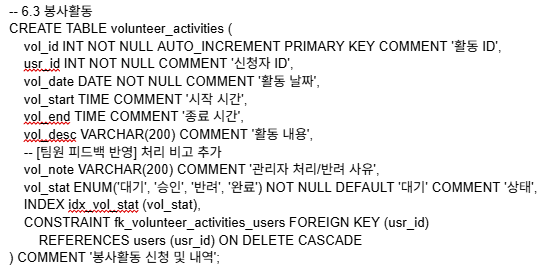 -- 6.3 봉사활동
CREATE TABLE volunteer_activities (
vol_id INT NOT NULL AUTO_INCREMENT PRIMARY KEY COMMENT '활동 ID',
usr_id INT NOT NULL COMMENT '신청자 ID',
vol_date DATE NOT NULL COMMENT '활동 날짜',
vol_start TIME COMMENT '시작 시간',
vol_end TIME COMMENT '종료 시간',
vol_desc VARCHAR(200) COMMENT '활동 내용',
-- [팀원 피드백 반영] 처리 비고 추가
vol_note VARCHAR(200) COMMENT '관리자 처리/반려 사유',
vol_stat ENUM('대기', '승인', '반려', '완료') NOT NULL DEFAULT '대기' COMMENT '상태',
INDEX idx_vol_stat (vol_stat),
CONSTRAINT fk_volunteer_activities_users FOREIGN KEY (usr_id)
REFERENCES users (usr_id) ON DELETE CASCADE
) COMMENT '봉사활동 신청 및 내역';